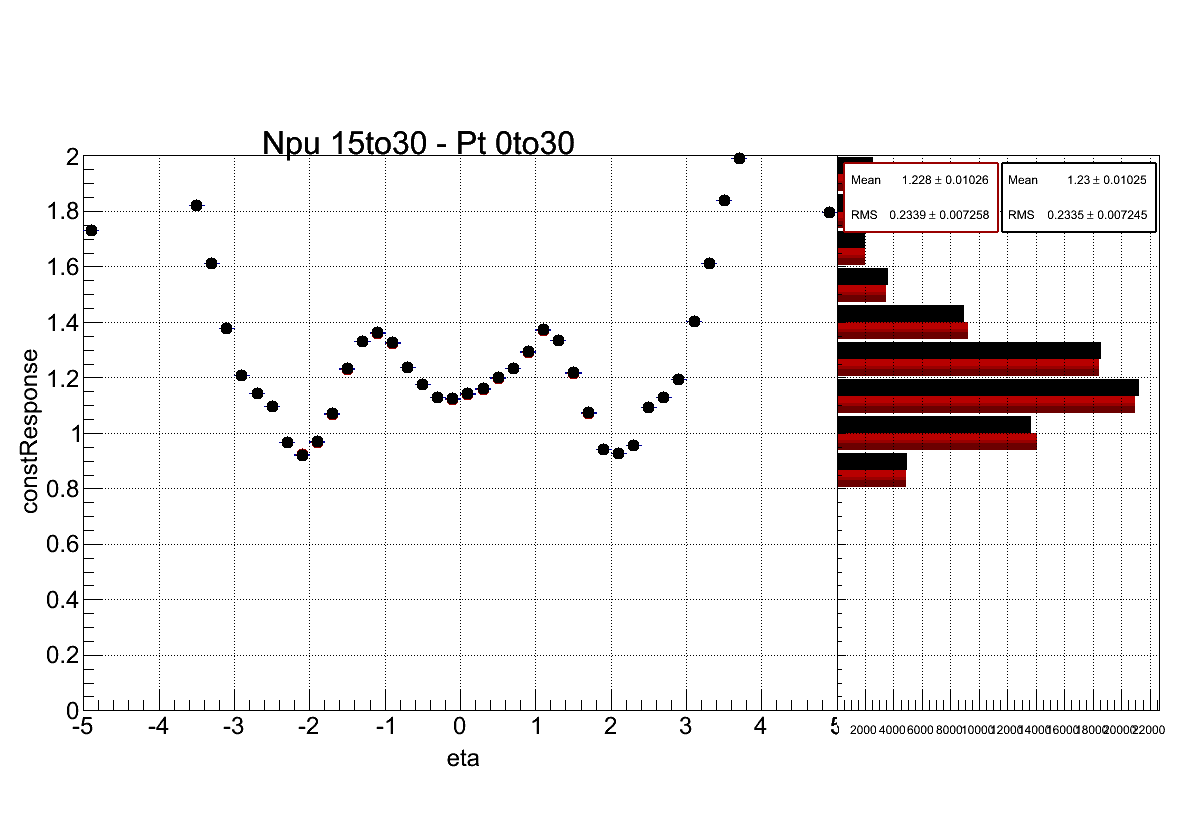 Npu 15to30 - Pt 0to30
Mean 1.228 ± 0.01026
RMS 0.2339 ± 0.007258
Mean 1.23 ± 0.01025
RMS 0.2335 ± 0.007245
constResponse
2
1.8
1.6
1.4
1.2
1
0.8
0.6
0.4
0.2
0
-5 -4 -3 -2 -1 0 1 2 3 4 5
2000 4000 6000 8000 10000 12000 14000 16000 18000 20000 22000
eta